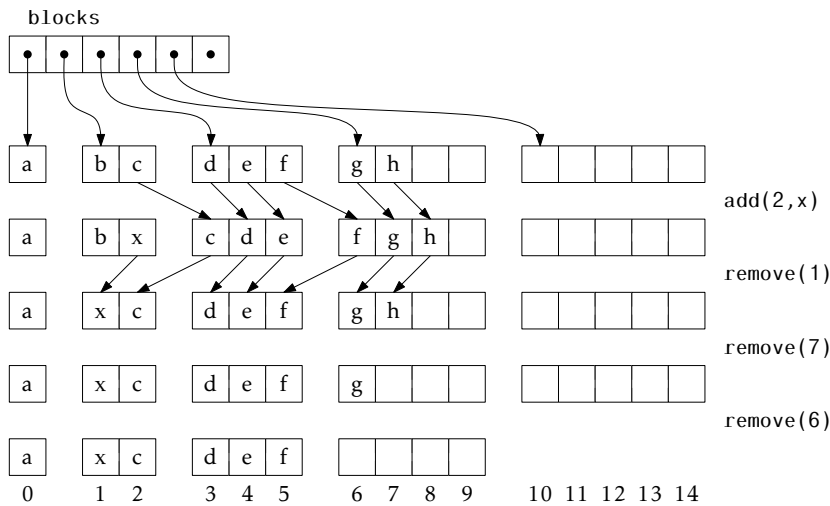 blocks
a b c d e f g h
add(2,x)
a b x c d e f g h
remove(1)
a x c d e f g h
remove(7)
a x c d e f g
remove(6)
a x c d e f
0 1 2 3 4 5 6 7 8 9 10 11 12 13 14